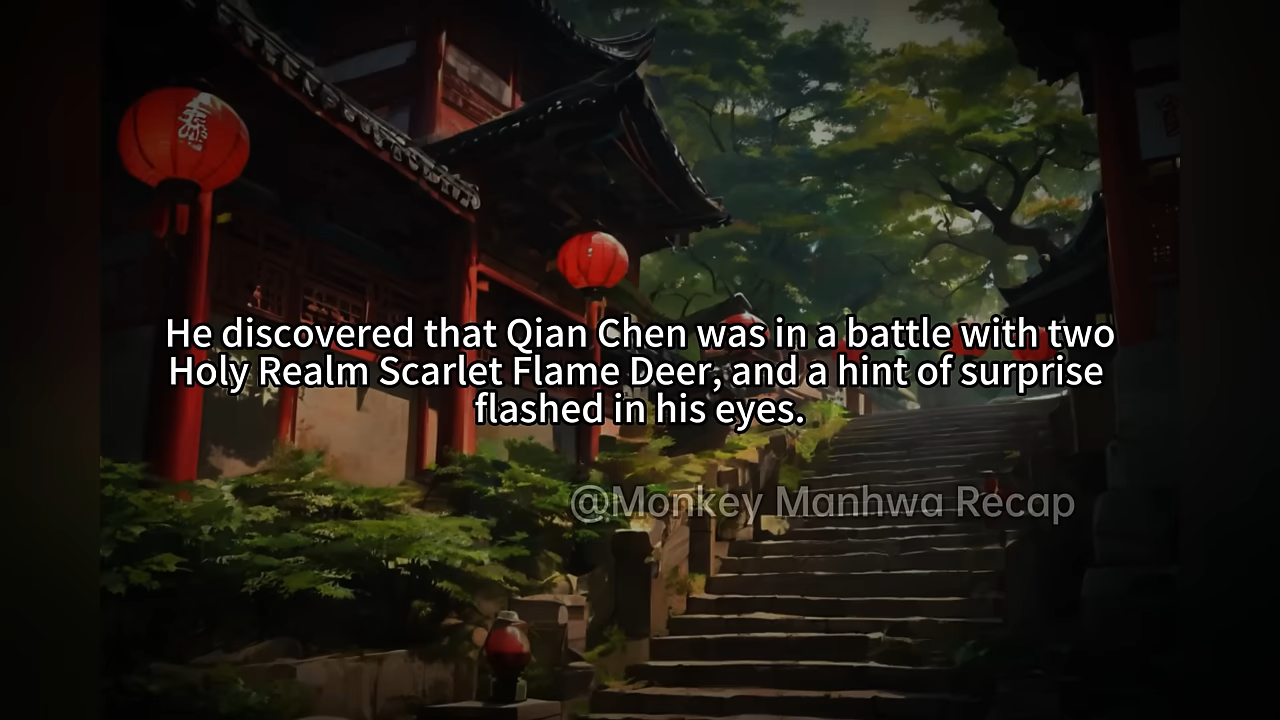 He discovered that Qian Chen was in a battle with two
Holy Realm Scarlet Flame Deer, and a hint of surprise
flashed in his eyes.
@Monkey Manhwa Recap